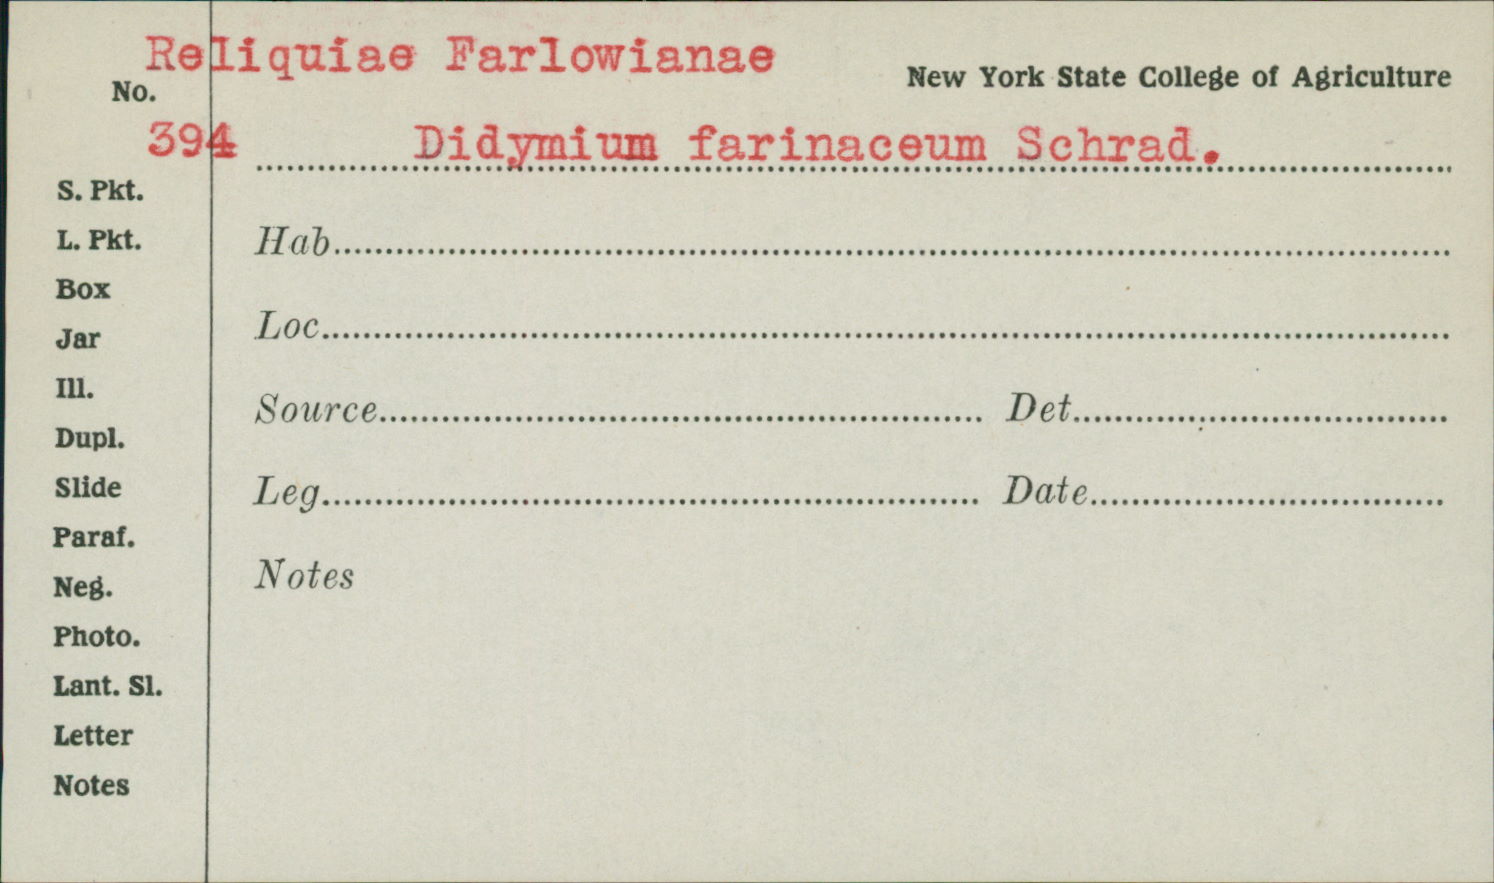 Reliquiae Farlowianae
New York State College of Agriculture
No.
394 Didymium farinaceum Schrad.
S. Pkt.
L. Pkt.
Hab
Box
Loc
Jar
Ill.
Source Det.
Dupl.
Slide
Leg. Date
Paraf.
Neg.
Notes
Photo.
Lant. Sl.
Letter
Notes